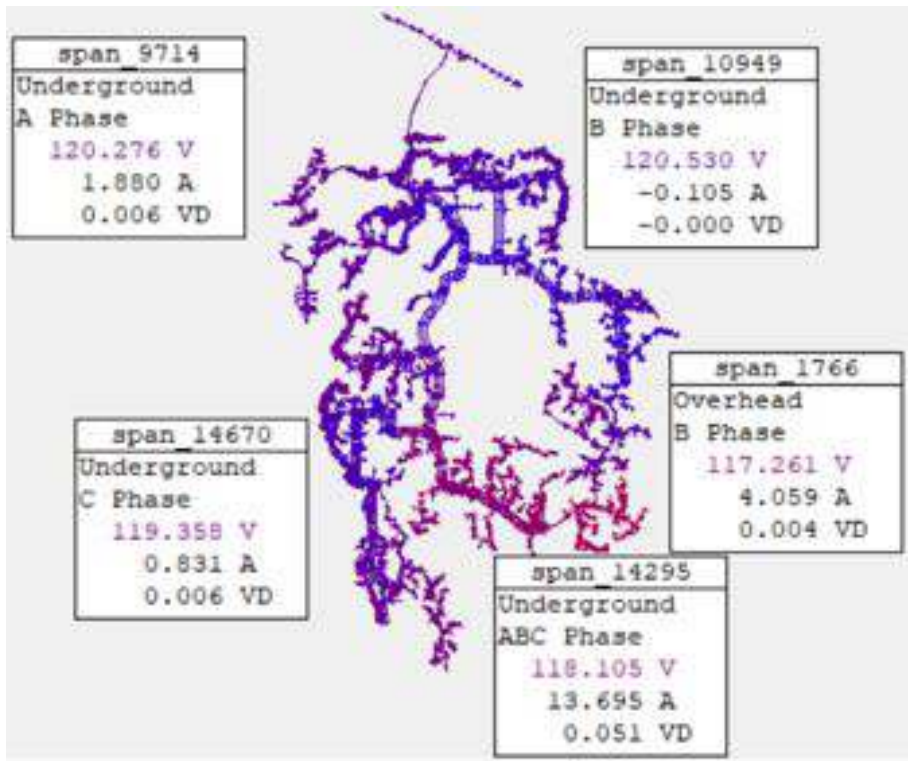 span_9714
Underground
A Phase
120.276 V
1.880 A
0.006 VD
span_10949
Underground
B Phase
120.530 V
-0.105 A
-0.000 VD
span_1766
Overhead
B Phase
117.261 V
4.059 A
0.004 VD
span_14670
Underground
C Phase
119.358 V
0.831 A
0.006 VD
span_14295
Underground
ABC Phase
118.105 V
13.695 A
0.051 VD